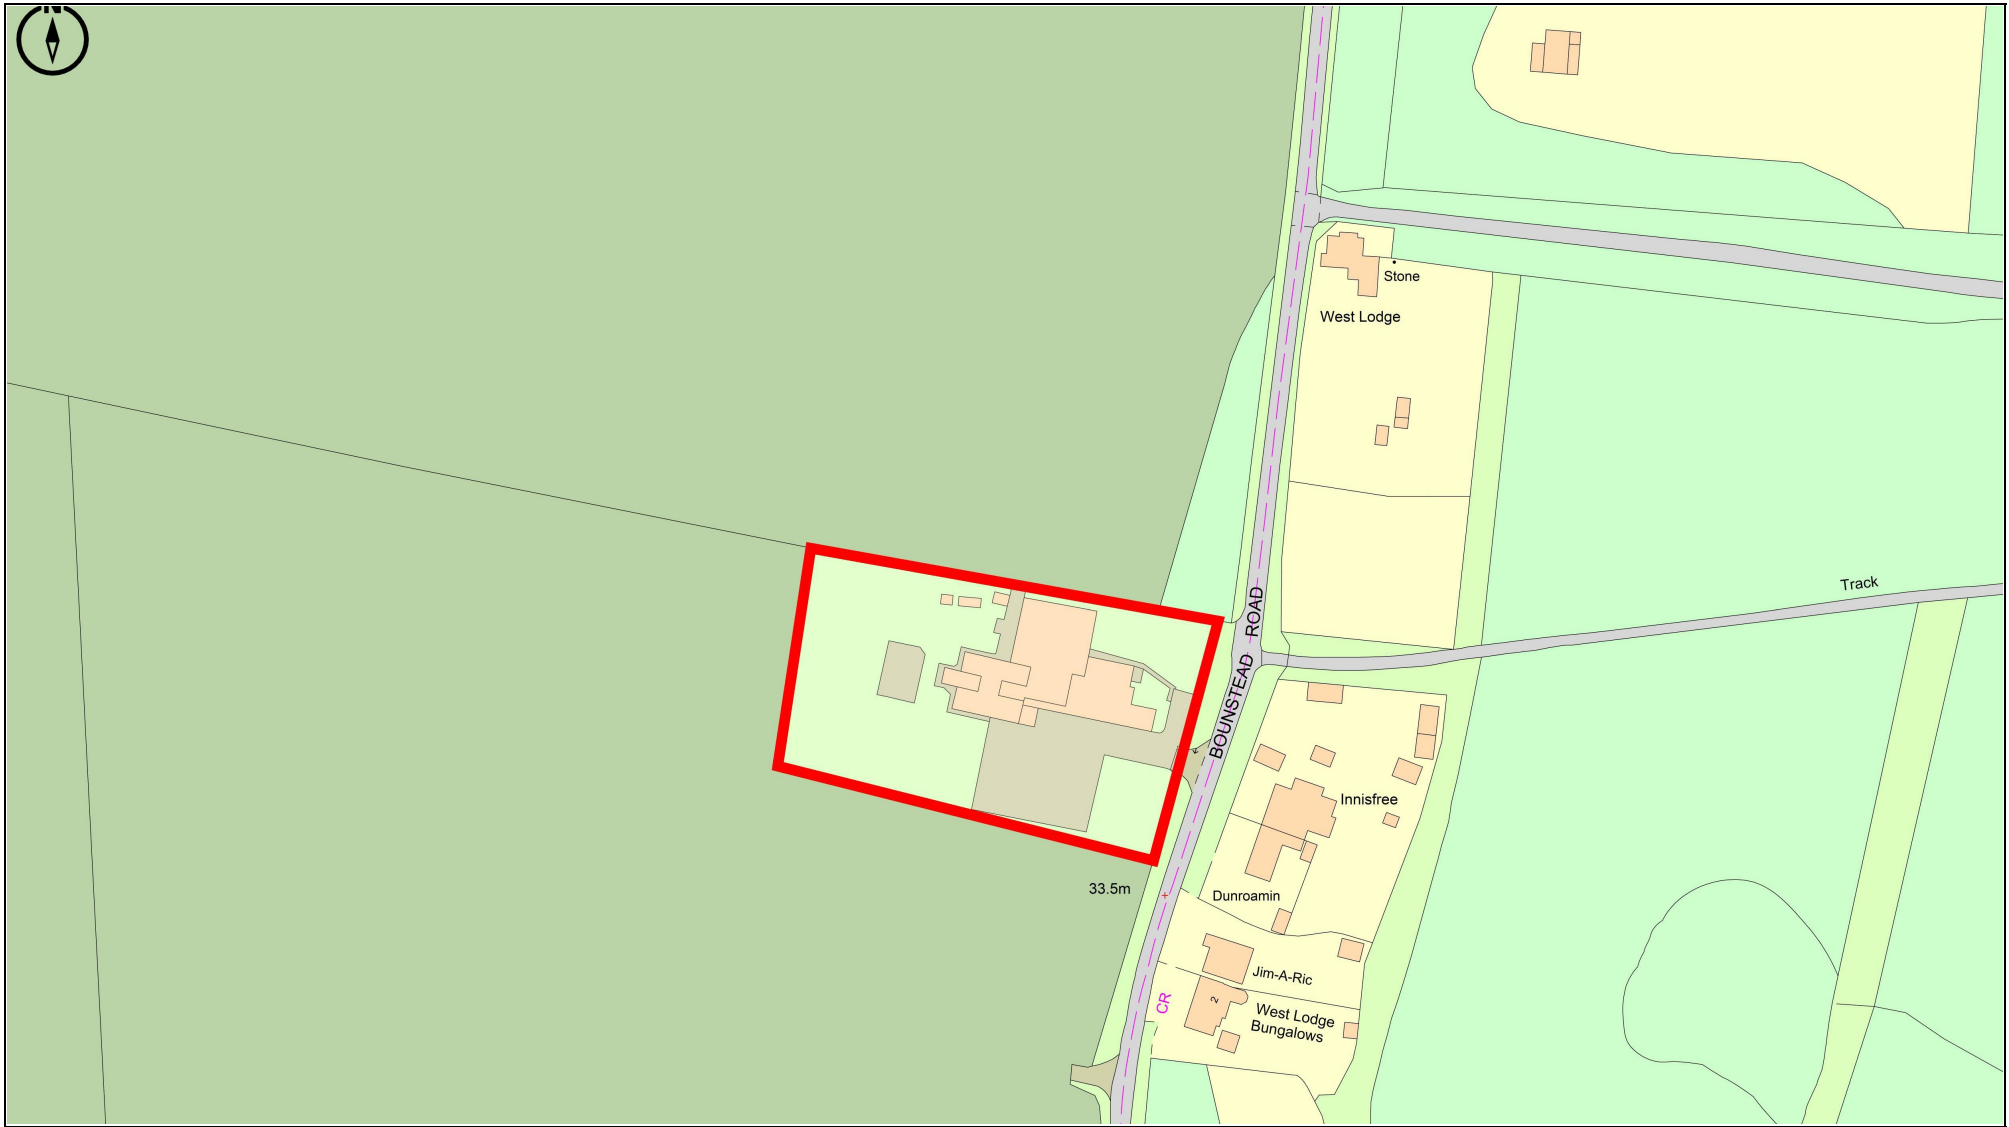 N
Stone
West Lodge
Track
BOUNSTEAD ROAD
Innisfree
33.5m
Dunroamin
Jim-A-Ric
2
CR
West Lodge
Bungalows